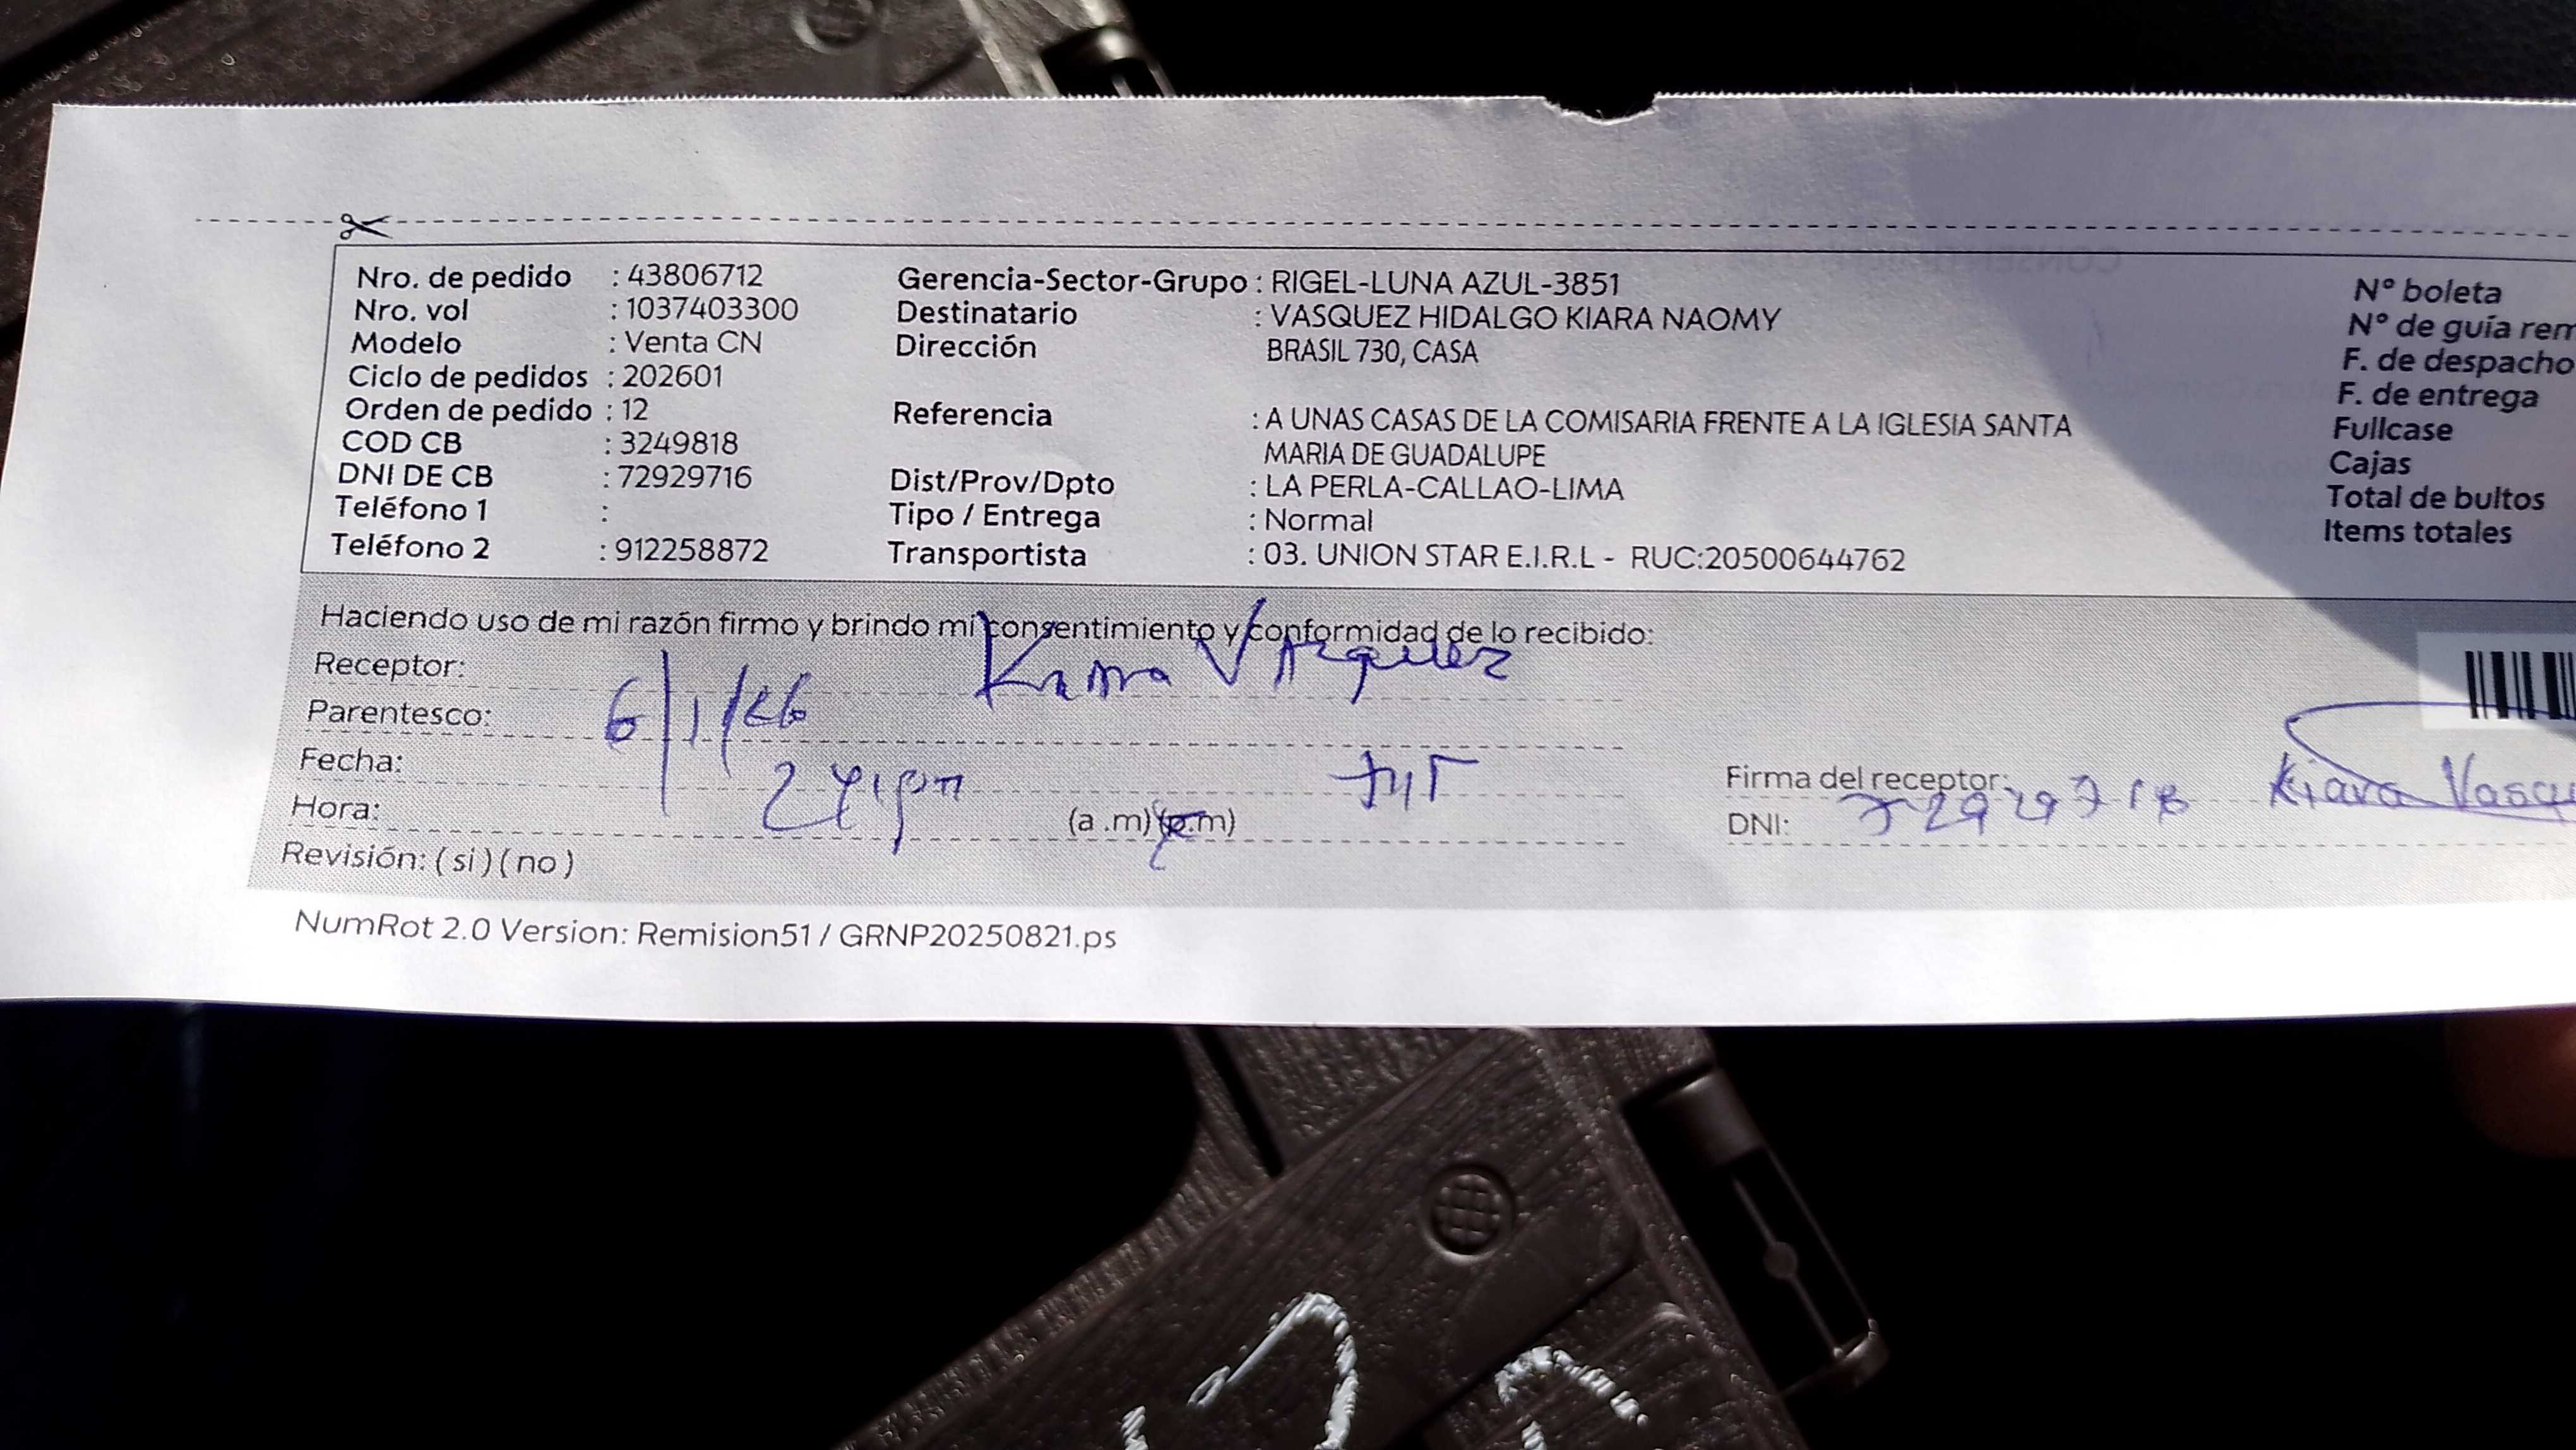 Nro. de pedido : 43806712
Nro. vol : 1037403300
Modelo : Venta CN
Ciclo de pedidos : 202601
Orden de pedido : 12
COD CB : 3249818
DNI DE CB : 72929716
Teléfono 1 :
Teléfono 2 : 912258872
Gerencia-Sector-Grupo : RIGEL-LUNA AZUL-3851
Destinatario : VASQUEZ HIDALGO KIARA NAOMY
Dirección BRASIL 730, CASA
Referencia : A UNAS CASAS DE LA COMISARIA FRENTE A LA IGLESIA SANTA
MARIA DE GUADALUPE
Dist/Prov/Dpto : LA PERLA-CALLAO-LIMA
Tipo / Entrega : Normal
Transportista : 03. UNION STAR E.I.R.L - RUC:20500644762
N° boleta
N° de guía rem
F. de despacho
F. de entrega
Fullcase
Cajas
Total de bultos
Items totales
Haciendo uso de mi razón firmo y brindo mi consentimiento y conformidad de lo recibido:
Receptor:
Parentesco: 6/1/26
Fecha:
Hora: (a .m)(p.m)
Revisión: ( si ) ( no )
Firma del receptor: Kiara Vasqu
DNI:
NumRot 2.0 Version: Remision51 / GRNP20250821.ps